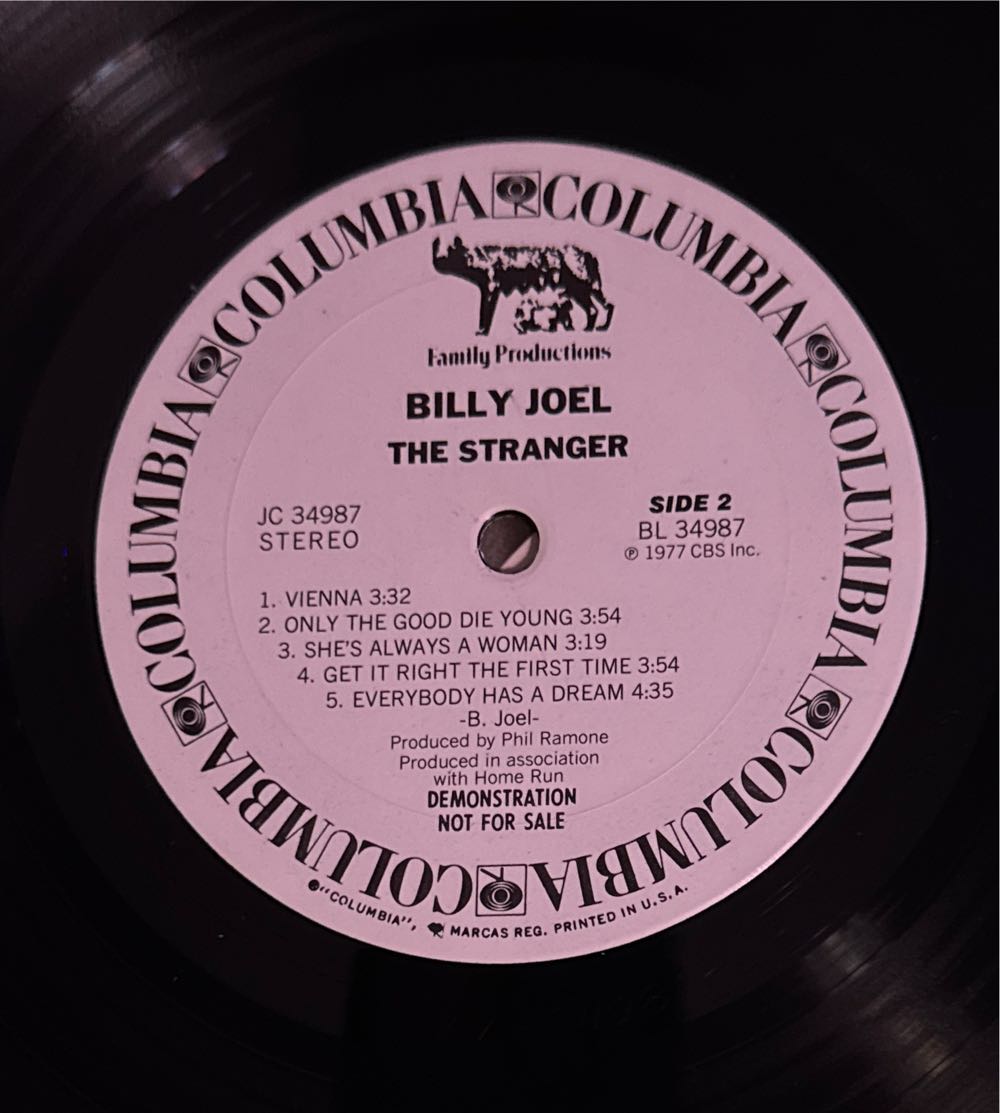 COLUMBIA COLUMBIA COLUMBIA COLUMBIA COLUMBIA COLUMBIA
Family Productions
BILLY JOEL
THE STRANGER
JC 34987
STEREO
SIDE 2
BL 34987
℗ 1977 CBS Inc.
1. VIENNA 3:32
2. ONLY THE GOOD DIE YOUNG 3:54
3. SHE'S ALWAYS A WOMAN 3:19
4. GET IT RIGHT THE FIRST TIME 3:54
5. EVERYBODY HAS A DREAM 4:35
-B. Joel-
Produced by Phil Ramone
Produced in association
with Home Run
DEMONSTRATION
NOT FOR SALE
"COLUMBIA", MARCAS REG. PRINTED IN U.S.A.